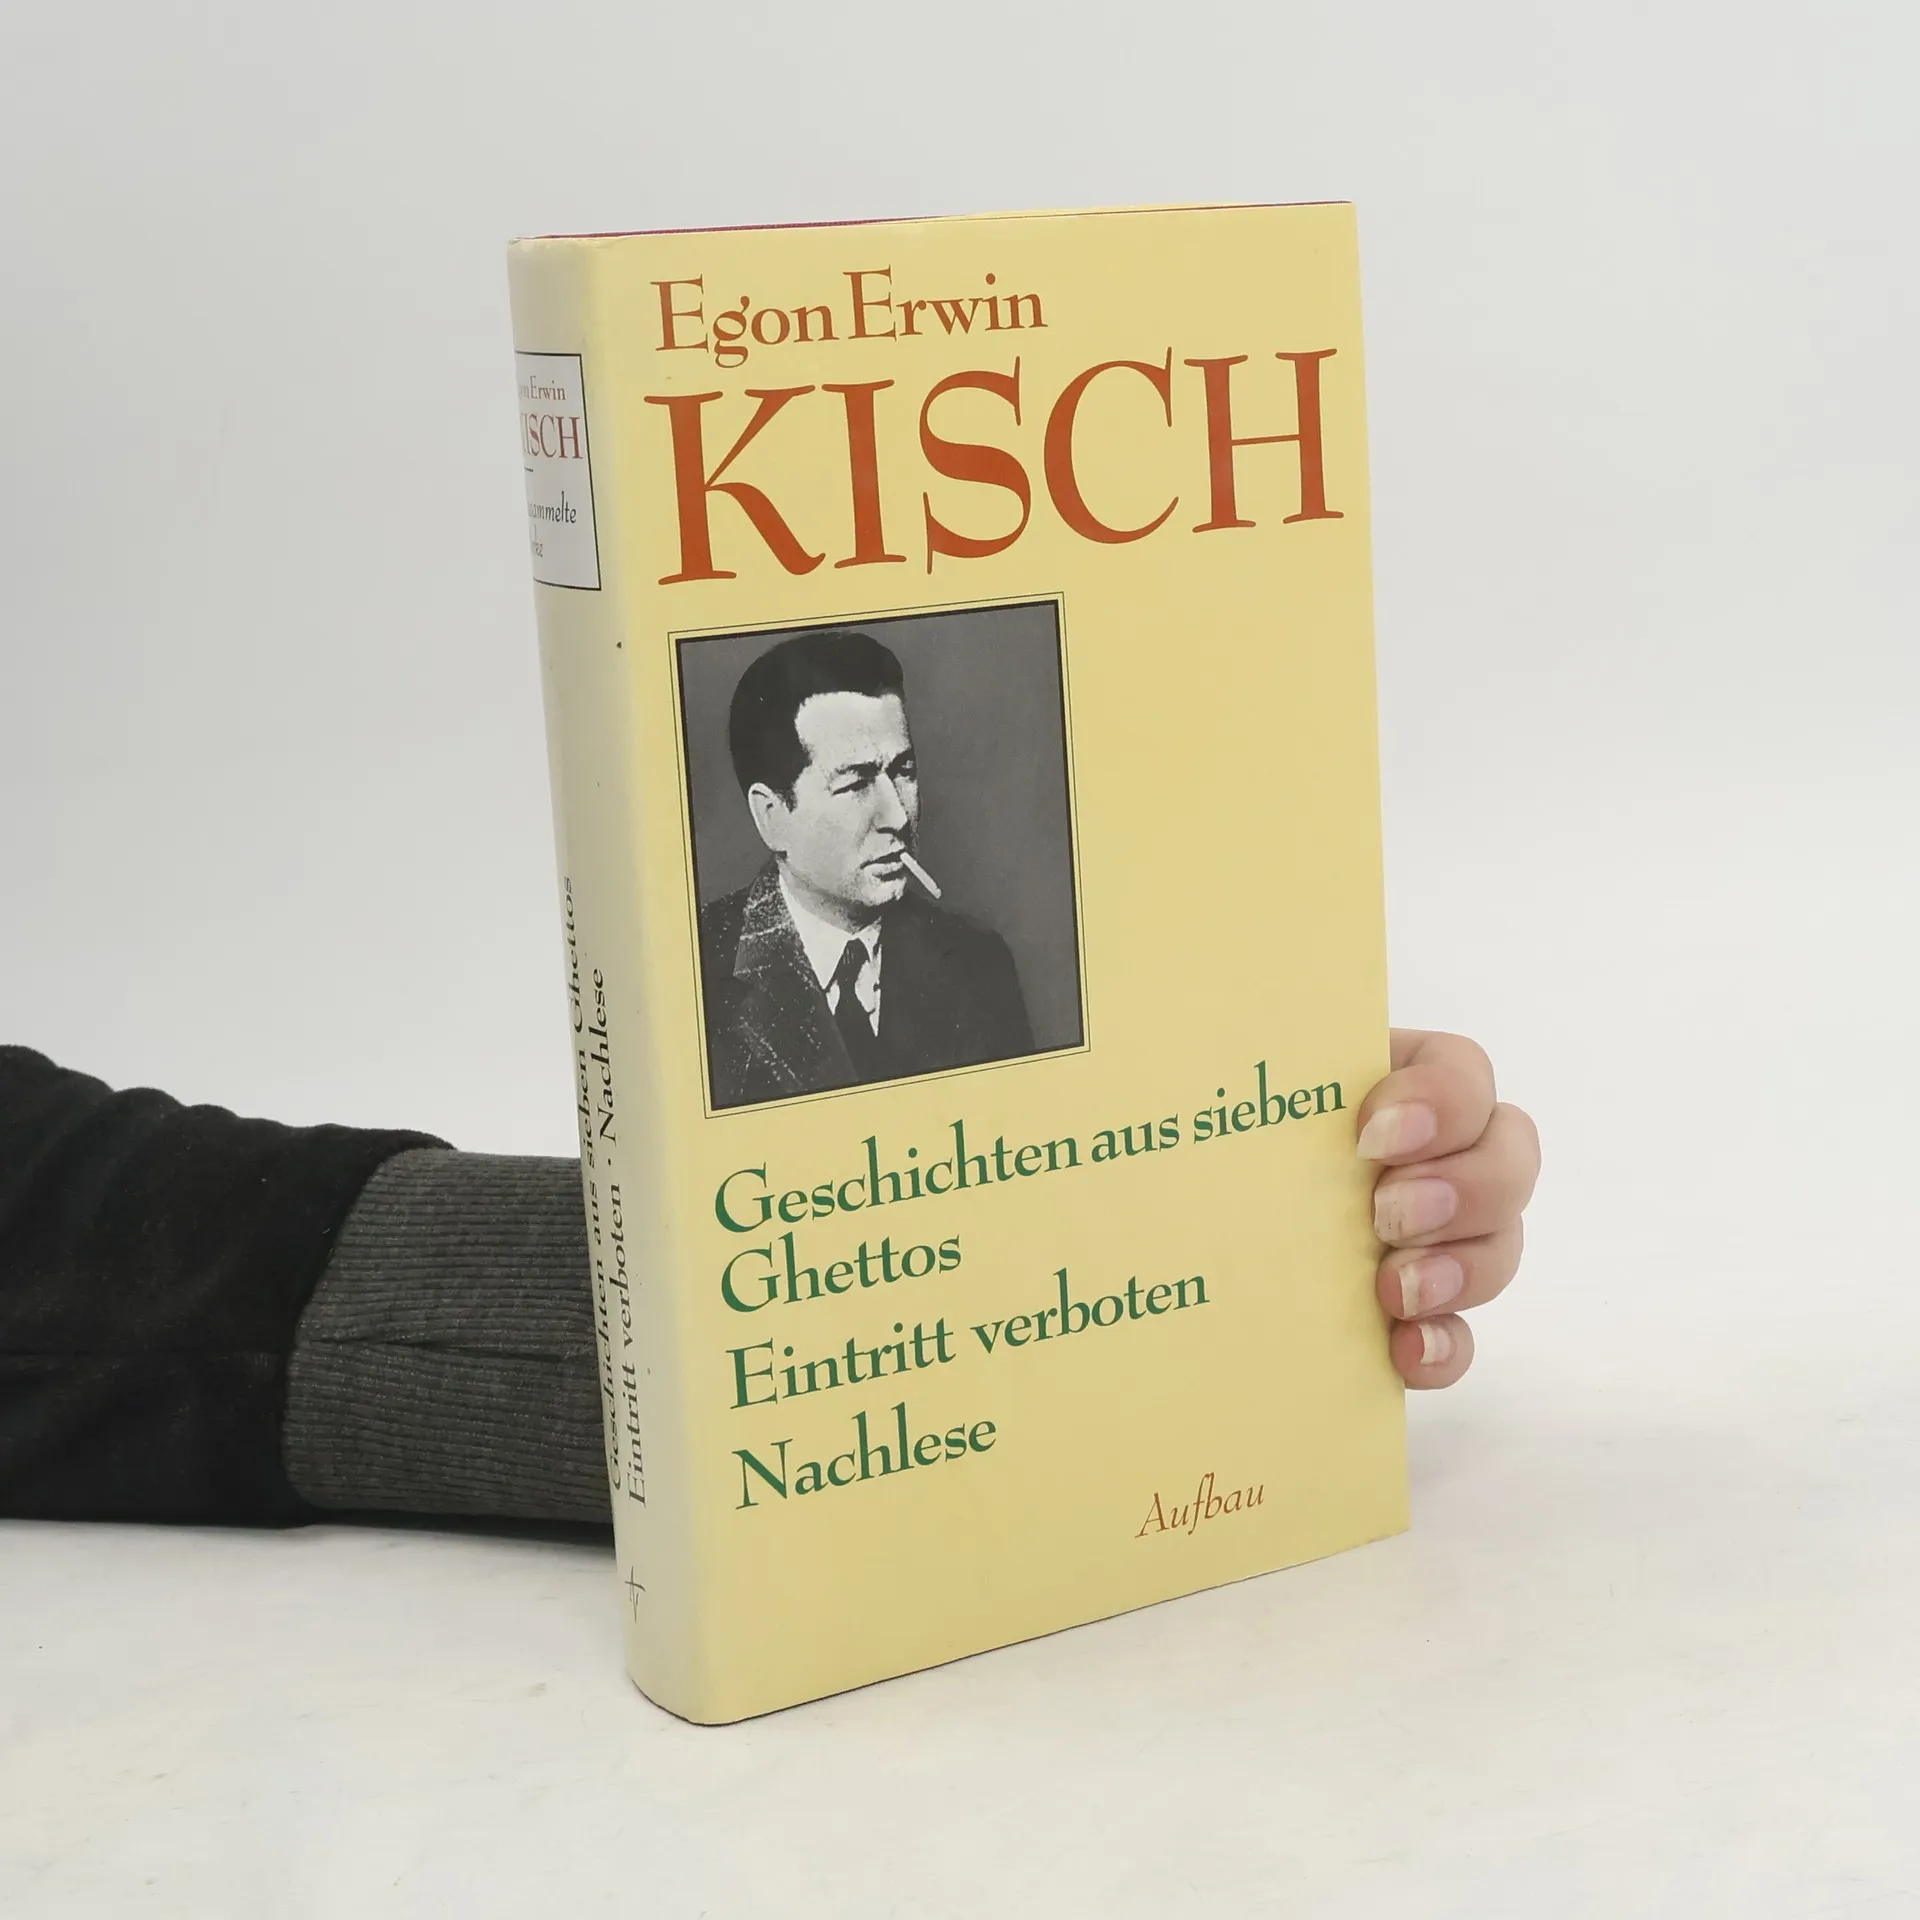 Egon Erwin
KISCH
Geschichten aus sieben
Ghettos
Eintritt verboten
Nachlese
Aufbau
Erwin
KISCH
Geschichten aus sieben Ghettos
Eintritt verboten · Nachlese